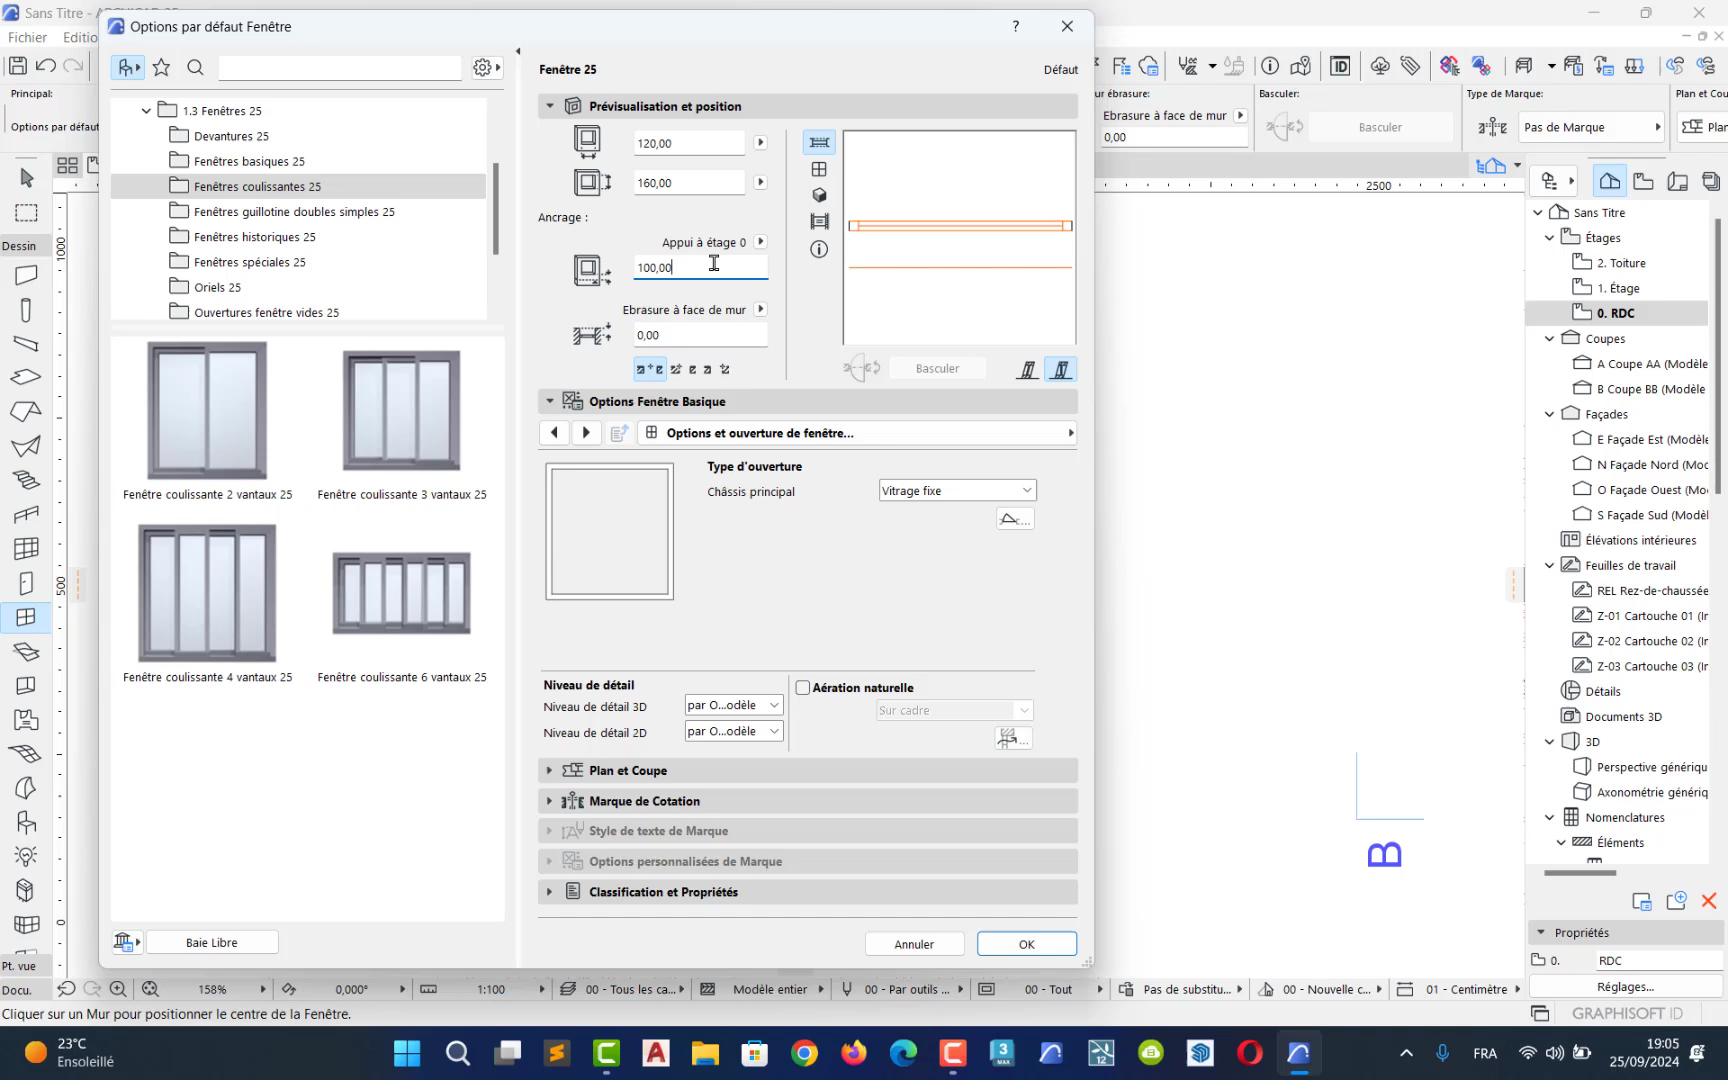 Sans Titre - ARCHICAD
Fichier
Principal:
Options par défaut Fenêtre
?
Fenêtre 25
Défaut
1.3 Fenêtres 25
Devantures 25
Fenêtres basiques 25
Fenêtres coulissantes 25
Fenêtres guillotine doubles simples 25
Fenêtres historiques 25
Fenêtres spéciales 25
Oriels 25
Ouvertures fenêtre vides 25
Fenêtre coulissante 2 vantaux 25
Fenêtre coulissante 3 vantaux 25
Fenêtre coulissante 4 vantaux 25
Fenêtre coulissante 6 vantaux 25
Baie Libre
Prévisualisation et position
120,00
160,00
Ancrage :
Appui à étage 0
100,00
Ebrasure à face de mur
0,00
Basculer
Options Fenêtre Basique
Options et ouverture de fenêtre...
Type d'ouverture
Châssis principal
Vitrage fixe
Niveau de détail
Niveau de détail 3D
par O...odèle
Niveau de détail 2D
par O...odèle
Aération naturelle
Sur cadre
Plan et Coupe
Marque de Cotation
Style de texte de Marque
Options personnalisées de Marque
Classification et Propriétés
Annuler
OK
Dessin
Pt. vue
Docu.
1000
500
0
2500
B
ID
Ebrasure à face de mur
0,00
Basculer:
Basculer
Type de Marque:
Pas de Marque
Plan et Cou
Plan
Sans Titre
Étages
2. Toiture
1. Étage
0. RDC
Coupes
A Coupe AA (Modèle
B Coupe BB (Modèle
Façades
E Façade Est (Modèle
N Façade Nord (Mod
O Façade Ouest (Mo
S Façade Sud (Modèl
Élévations intérieures
Feuilles de travail
REL Rez-de-chaussée
Z-01 Cartouche 01 (Ir
Z-02 Cartouche 02 (Ir
Z-03 Cartouche 03 (Ir
Détails
Documents 3D
3D
Perspective génériqu
Axonométrie génériq
Nomenclatures
Éléments
Propriétés
0.
RDC
Réglages...
GRAPHISOFT ID
158%
0,000°
1:100
00 - Tous les ca...
Modèle entier
00 - Par outils ...
00 - Tout
Pas de substitu...
00 - Nouvelle c...
01 - Centimètre
Cliquer sur un Mur pour positionner le centre de la Fenêtre.
23°C
Ensoleillé
FRA
19:05
25/09/2024